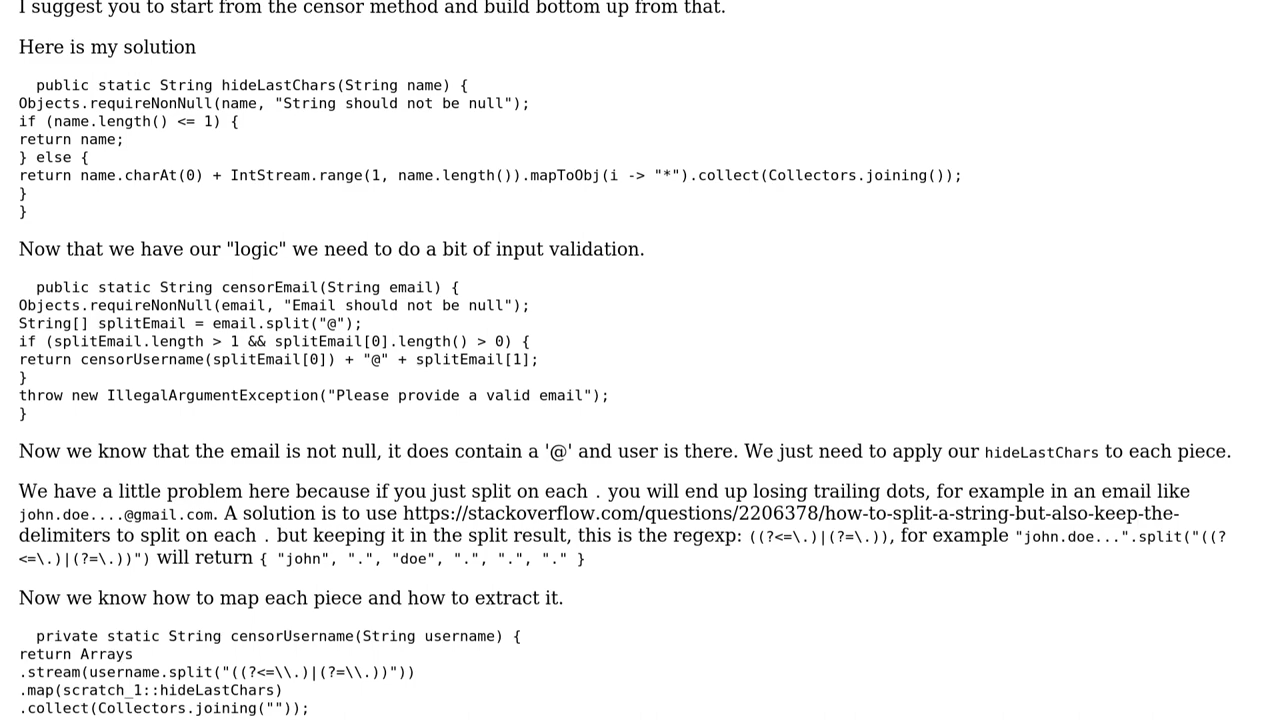 I suggest you to start from the censor method and build bottom up from that.
Here is my solution
public static String hideLastChars(String name) {
Objects.requireNonNull(name, "String should not be null");
if (name.length() <= 1) {
return name;
} else {
return name.charAt(0) + IntStream.range(1, name.length()).mapToObj(i -> "*").collect(Collectors.joining());
}
}
Now that we have our "logic" we need to do a bit of input validation.
public static String censorEmail(String email) {
Objects.requireNonNull(email, "Email should not be null");
String[] splitEmail = email.split("@");
if (splitEmail.length > 1 && splitEmail[0].length() > 0) {
return censorUsername(splitEmail[0]) + "@" + splitEmail[1];
}
throw new IllegalArgumentException("Please provide a valid email");
}
Now we know that the email is not null, it does contain a '@' and user is there. We just need to apply our hideLastChars to each piece.
We have a little problem here because if you just split on each . you will end up losing trailing dots, for example in an email like
john.doe....@gmail.com. A solution is to use https://stackoverflow.com/questions/2206378/how-to-split-a-string-but-also-keep-the-
delimiters to split on each . but keeping it in the split result, this is the regexp: ((?<=\.)|(?=\.)), for example "john.doe...".split("((?
<=\.)|(?=\.))") will return { "john", ".", "doe", ".", ".", "." }
Now we know how to map each piece and how to extract it.
private static String censorUsername(String username) {
return Arrays
.stream(username.split("((?<=\\.)|(?=\\.))"))
.map(scratch_1::hideLastChars)
.collect(Collectors.joining(""));